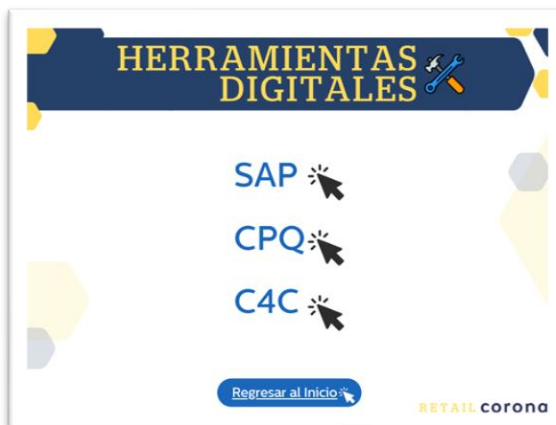 HERRAMIENTAS
DIGITALES
SAP
CPQ
C4C
Regresar al Inicio
RETAIL corona